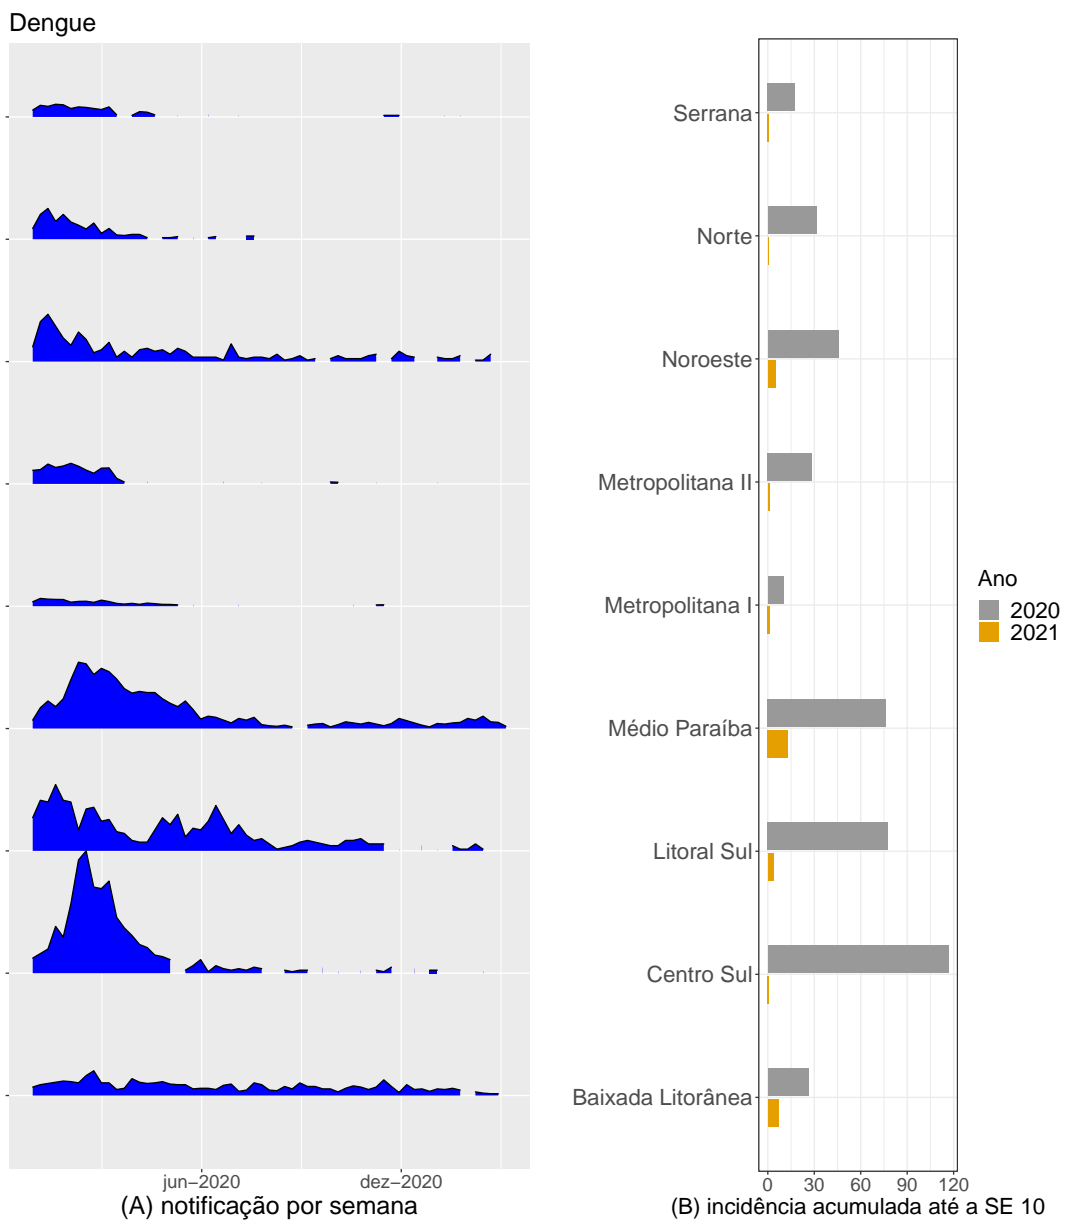 Dengue
Serrana
Norte
Noroeste
Metropolitana II
Metropolitana I
Médio Paraíba
Litoral Sul
Centro Sul
Baixada Litorânea
jun−2020
dez−2020
(A) notificação por semana
0 30 60 90 120
(B) incidência acumulada até a SE 10
Ano
2020
2021